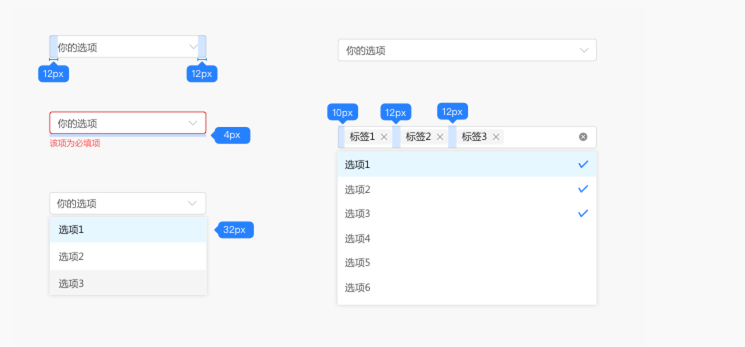 你的选项
12px
12px
你的选项
4px
该项为必填项
你的选项
选项1
32px
选项2
选项3
你的选项
10px
12px
12px
标签1
标签2
标签3
选项1
选项2
选项3
选项4
选项5
选项6